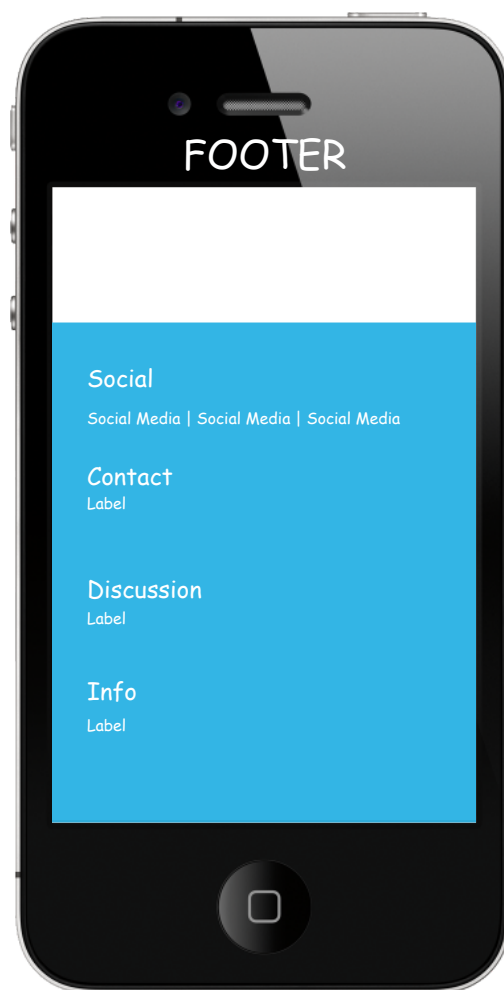 FOOTER
Social
Social Media | Social Media | Social Media
Contact
Label
Discussion
Label
Info
Label